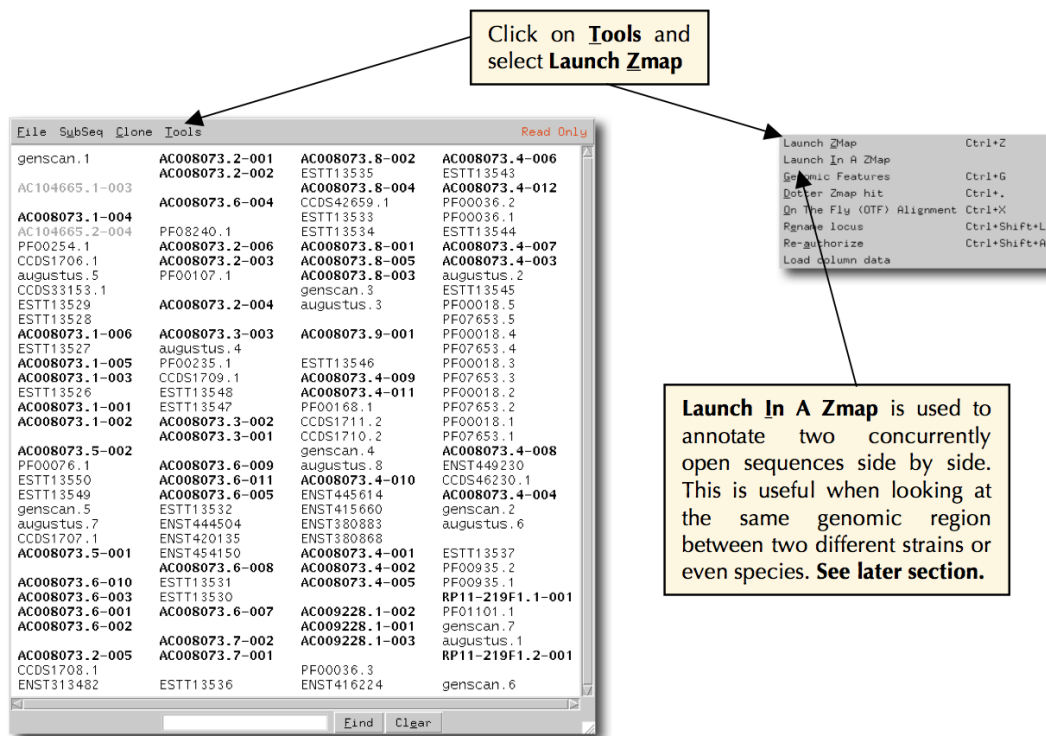 Click on Tools and
select Launch Zmap
File SubSeq Clone Tools Read Only
genscan.1 AC008073.2-001 AC008073.8-002 AC008073.4-006
AC008073.2-002 ESTT13535 ESTT13543
AC104665.1-003 AC008073.8-004 AC008073.4-012
AC008073.6-004 CCDS42659.1 PF00036.2
AC008073.1-004 ESTT13533 PF00036.1
AC104665.2-004 PF08240.1 ESTT13534 ESTT13544
PF00254.1 AC008073.2-006 AC008073.8-001 AC008073.4-007
CCDS1706.1 AC008073.2-003 AC008073.8-005 AC008073.4-003
augustus.5 PF00107.1 AC008073.8-003 augustus.2
CCDS33153.1 genscan.3 ESTT13545
ESTT13529 AC008073.2-004 augustus.3 PF00018.5
ESTT13528 PF07653.5
AC008073.1-006 AC008073.3-003 AC008073.9-001 PF00018.4
ESTT13527 augustus.4 PF07653.4
AC008073.1-005 PF00235.1 ESTT13546 PF00018.3
AC008073.1-003 CCDS1709.1 AC008073.4-009 PF07653.3
ESTT13526 ESTT13548 AC008073.4-011 PF00018.2
AC008073.1-001 ESTT13547 PF00168.1 PF07653.2
AC008073.1-002 AC008073.3-002 CCDS1711.2 PF00018.1
AC008073.3-001 CCDS1710.2 PF07653.1
AC008073.5-002 genscan.4 AC008073.4-008
PF00076.1 AC008073.6-009 augustus.8 ENST449230
ESTT13550 AC008073.6-011 AC008073.4-010 CCDS46230.1
ESTT13549 AC008073.6-005 ENST445614 AC008073.4-004
genscan.5 ESTT13532 ENST415660 genscan.2
augustus.7 ENST444504 ENST380883 augustus.6
CCDS1707.1 ENST420135 ENST380868
AC008073.5-001 ENST454150 AC008073.4-001 ESTT13537
AC008073.6-008 AC008073.4-002 PF00935.2
AC008073.6-010 ESTT13531 AC008073.4-005 PF00935.1
AC008073.6-003 ESTT13530 RP11-219F1.1-001
AC008073.6-001 AC008073.6-007 AC009228.1-002 PF01101.1
AC008073.6-002 AC009228.1-001 genscan.7
AC008073.7-002 AC009228.1-003 augustus.1
AC008073.2-005 AC008073.7-001 RP11-219F1.2-001
CCDS1708.1 PF00036.3
ENST313482 ESTT13536 ENST416224 genscan.6
Find Clear
Launch ZMap Ctrl+Z
Launch In A ZMap
Genomic Features Ctrl+G
Dotter Zmap hit Ctrl+.
On The Fly (OTF) Alignment Ctrl+X
Rename locus Ctrl+Shift+L
Re-authorize Ctrl+Shift+A
Load column data
Launch In A Zmap is used to
annotate two concurrently
open sequences side by side.
This is useful when looking at
the same genomic region
between two different strains or
even species. See later section.